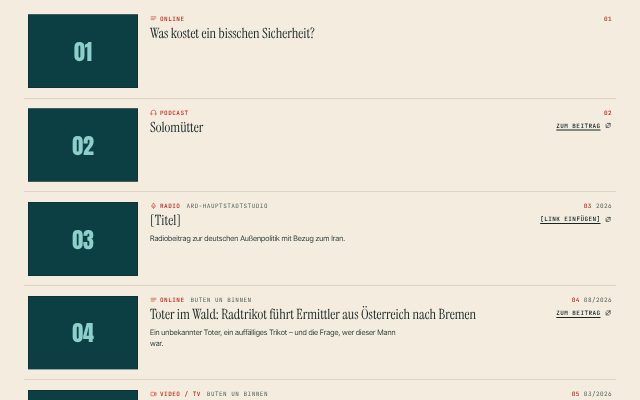 01
ONLINE
01
Was kostet ein bisschen Sicherheit?
02
PODCAST
02
Solomütter
ZUM BEITRAG
03
RADIO ARD-HAUPTSTADTSTUDIO
03 2026
[Titel]
[LINK EINFÜGEN]
Radiobeitrag zur deutschen Außenpolitik mit Bezug zum Iran.
04
ONLINE BUTEN UN BINNEN
04 08/2026
Toter im Wald: Radtrikot führt Ermittler aus Österreich nach Bremen
ZUM BEITRAG
Ein unbekannter Toter, ein auffälliges Trikot – und die Frage, wer dieser Mann
war.
VIDEO / TV BUTEN UN BINNEN
05 03/2026